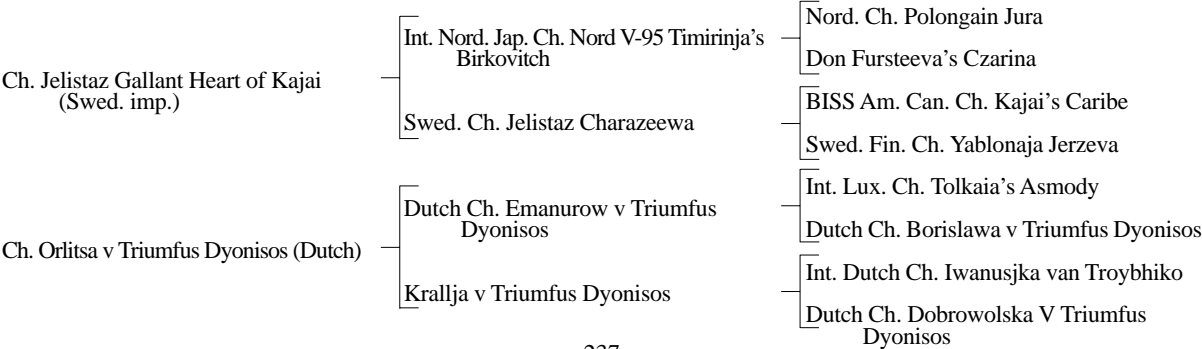 Ch. Jelistaz Gallant Heart of Kajai
(Swed. imp.)
Ch. Orlitsa v Triumfus Dyonisos (Dutch)
Int. Nord. Jap. Ch. Nord V-95 Timirinja’s
Birkovitch
Swed. Ch. Jelistaz Charazeewa
Dutch Ch. Emanurow v Triumfus
Dyonisos
Krallja v Triumfus Dyonisos
Nord. Ch. Polongain Jura
Don Fursteeva’s Czarina
BISS Am. Can. Ch. Kajai’s Caribe
Swed. Fin. Ch. Yablonaja Jerzeva
Int. Lux. Ch. Tolkaia’s Asmody
Dutch Ch. Borislawa v Triumfus Dyonisos
Int. Dutch Ch. Iwanusjka van Troybhiko
Dutch Ch. Dobrowolska V Triumfus
Dyonisos